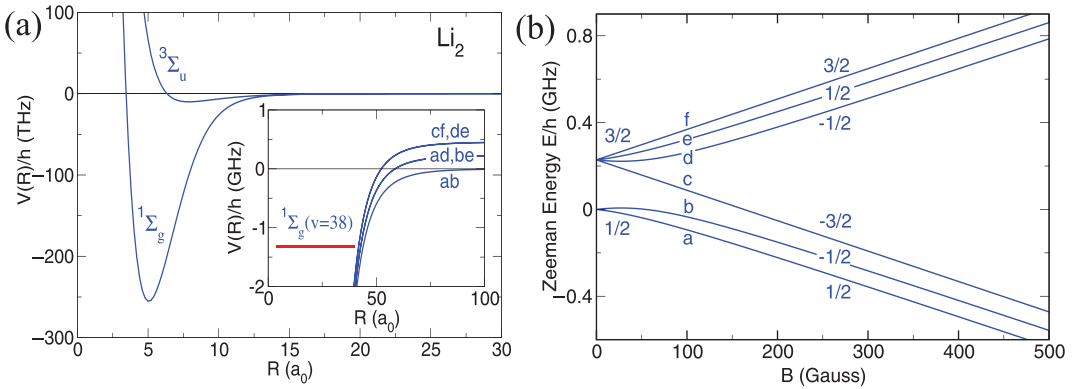 (a)
Li₂
³Σᵤ
¹Σg
V(R)/h (THz)
100
0
−100
−200
−300
0
5
10
15
20
25
30
R (a₀)
V(R)/h (GHz)
1
0
-1
-2
cf,de
ad,be
ab
¹Σg(v=38)
0
50
100
R (a₀)
(b)
Zeeman Energy E/h (GHz)
0.8
0.4
0
−0.4
3/2
1/2
-1/2
3/2
f
e
d
c
b
a
1/2
-3/2
-1/2
1/2
0
100
200
300
400
500
B (Gauss)